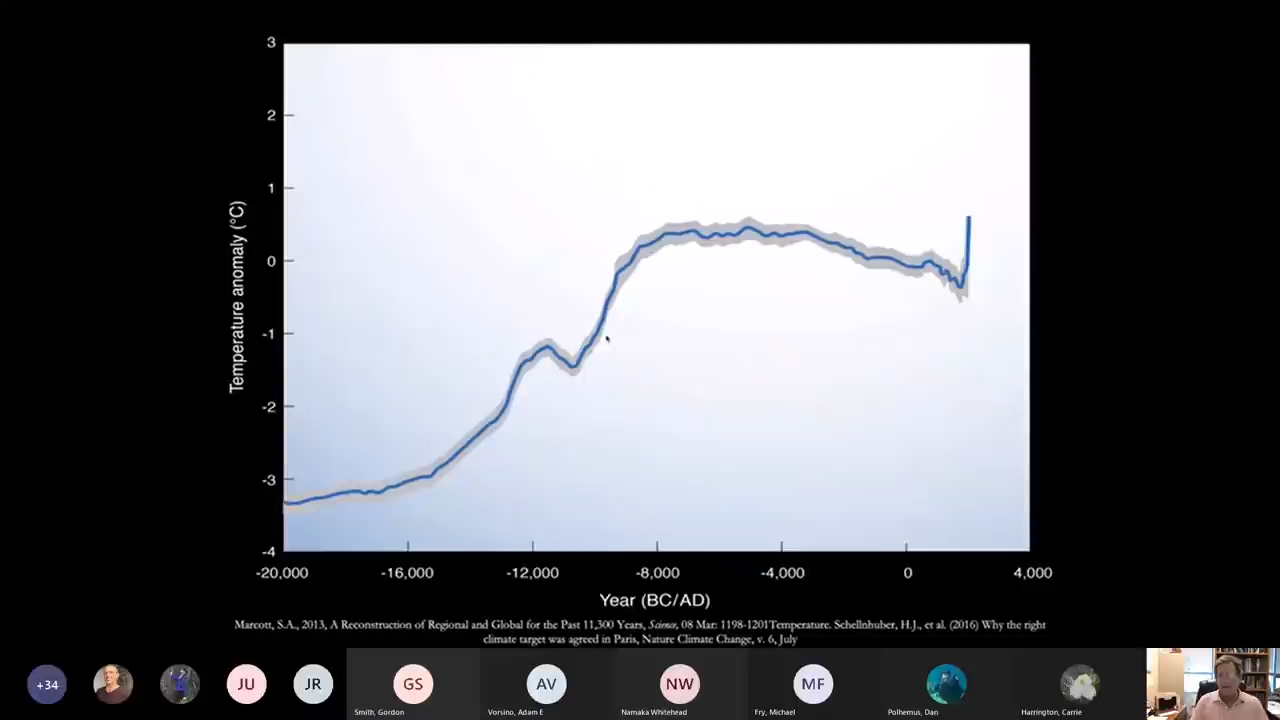 3
2
1
0
-1
-2
-3
-4
Temperature anomaly (°C)
-20,000 -16,000 -12,000 -8,000 -4,000 0 4,000
Year (BC/AD)
Marcott, S.A., 2013, A Reconstruction of Regional and Global for the Past 11,300 Years, Science, 08 Mar: 1198-1201Temperature. Schellnhuber, H.J., et al. (2016) Why the right
climate target was agreed in Paris, Nature Climate Change, v. 6, July
+34 JU JR GS AV NW MF
Smith, Gordon Vorsino, Adam E Namaka Whitehead Fry, Michael Polhemus, Dan Harrington, Carrie